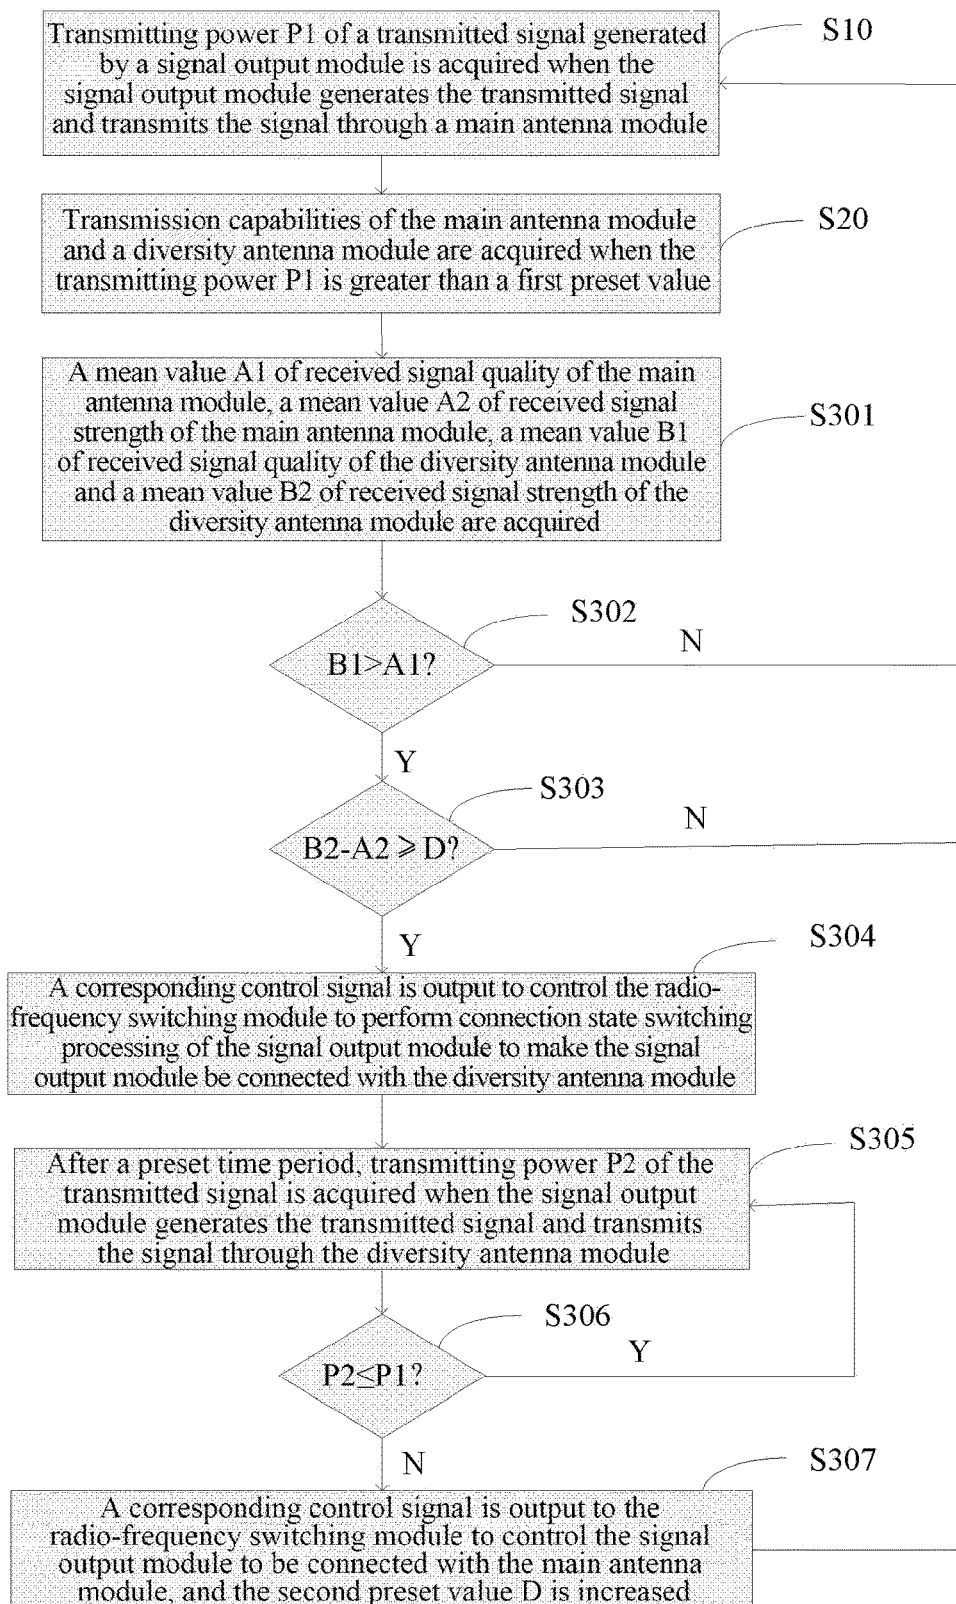 Transmitting power P1 of a transmitted signal generated
by a signal output module is acquired when the
signal output module generates the transmitted signal
and transmits the signal through a main antenna module
S10
Transmission capabilities of the main antenna module
and a diversity antenna module are acquired when the
transmitting power P1 is greater than a first preset value
S20
A mean value A1 of received signal quality of the main
antenna module, a mean value A2 of received signal
strength of the main antenna module, a mean value B1
of received signal quality of the diversity antenna module
and a mean value B2 of received signal strength of the
diversity antenna module are acquired
S301
B1>A1?
S302
N
Y
B2-A2⩾D?
S303
N
Y
A corresponding control signal is output to control the radio-
frequency switching module to perform connection state switching
processing of the signal output module to make the signal
output module be connected with the diversity antenna module
S304
After a preset time period, transmitting power P2 of the
transmitted signal is acquired when the signal output
module generates the transmitted signal and transmits
the signal through the diversity antenna module
S305
P2≤P1?
S306
Y
N
A corresponding control signal is output to the
radio-frequency switching module to control the signal
output module to be connected with the main antenna
module, and the second preset value D is increased
S307